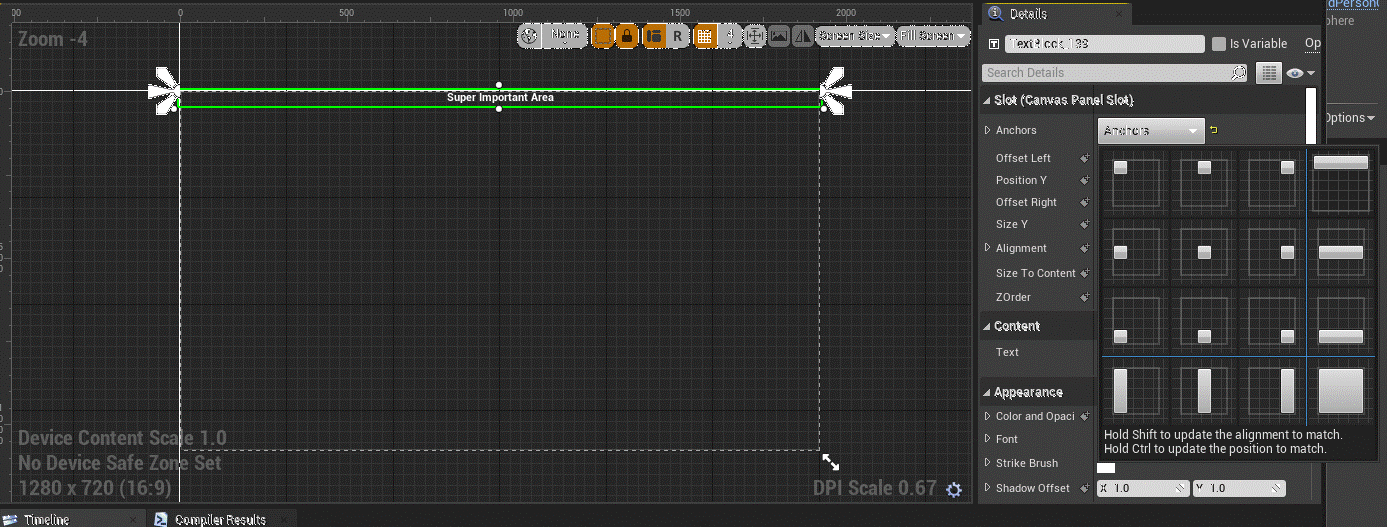 00
0
500
1000
1500
2000
Zoom -4
None
R
4
Screen Size
Fill Screen
Super Important Area
Device Content Scale 1.0
No Device Safe Zone Set
1280 x 720 (16:9)
DPI Scale 0.67
Timeline
Compiler Results
Details
Is Variable
Op
Search Details
Slot (Canvas Panel Slot)
Anchors
Anchors
Offset Left
Position Y
Offset Right
Size Y
Alignment
Size To Content
ZOrder
Content
Text
Appearance
Color and Opaci
Font
Strike Brush
Shadow Offset
X 1.0
Y 1.0
Hold Shift to update the alignment to match.
Hold Ctrl to update the position to match.
dPersonC
phere
Options